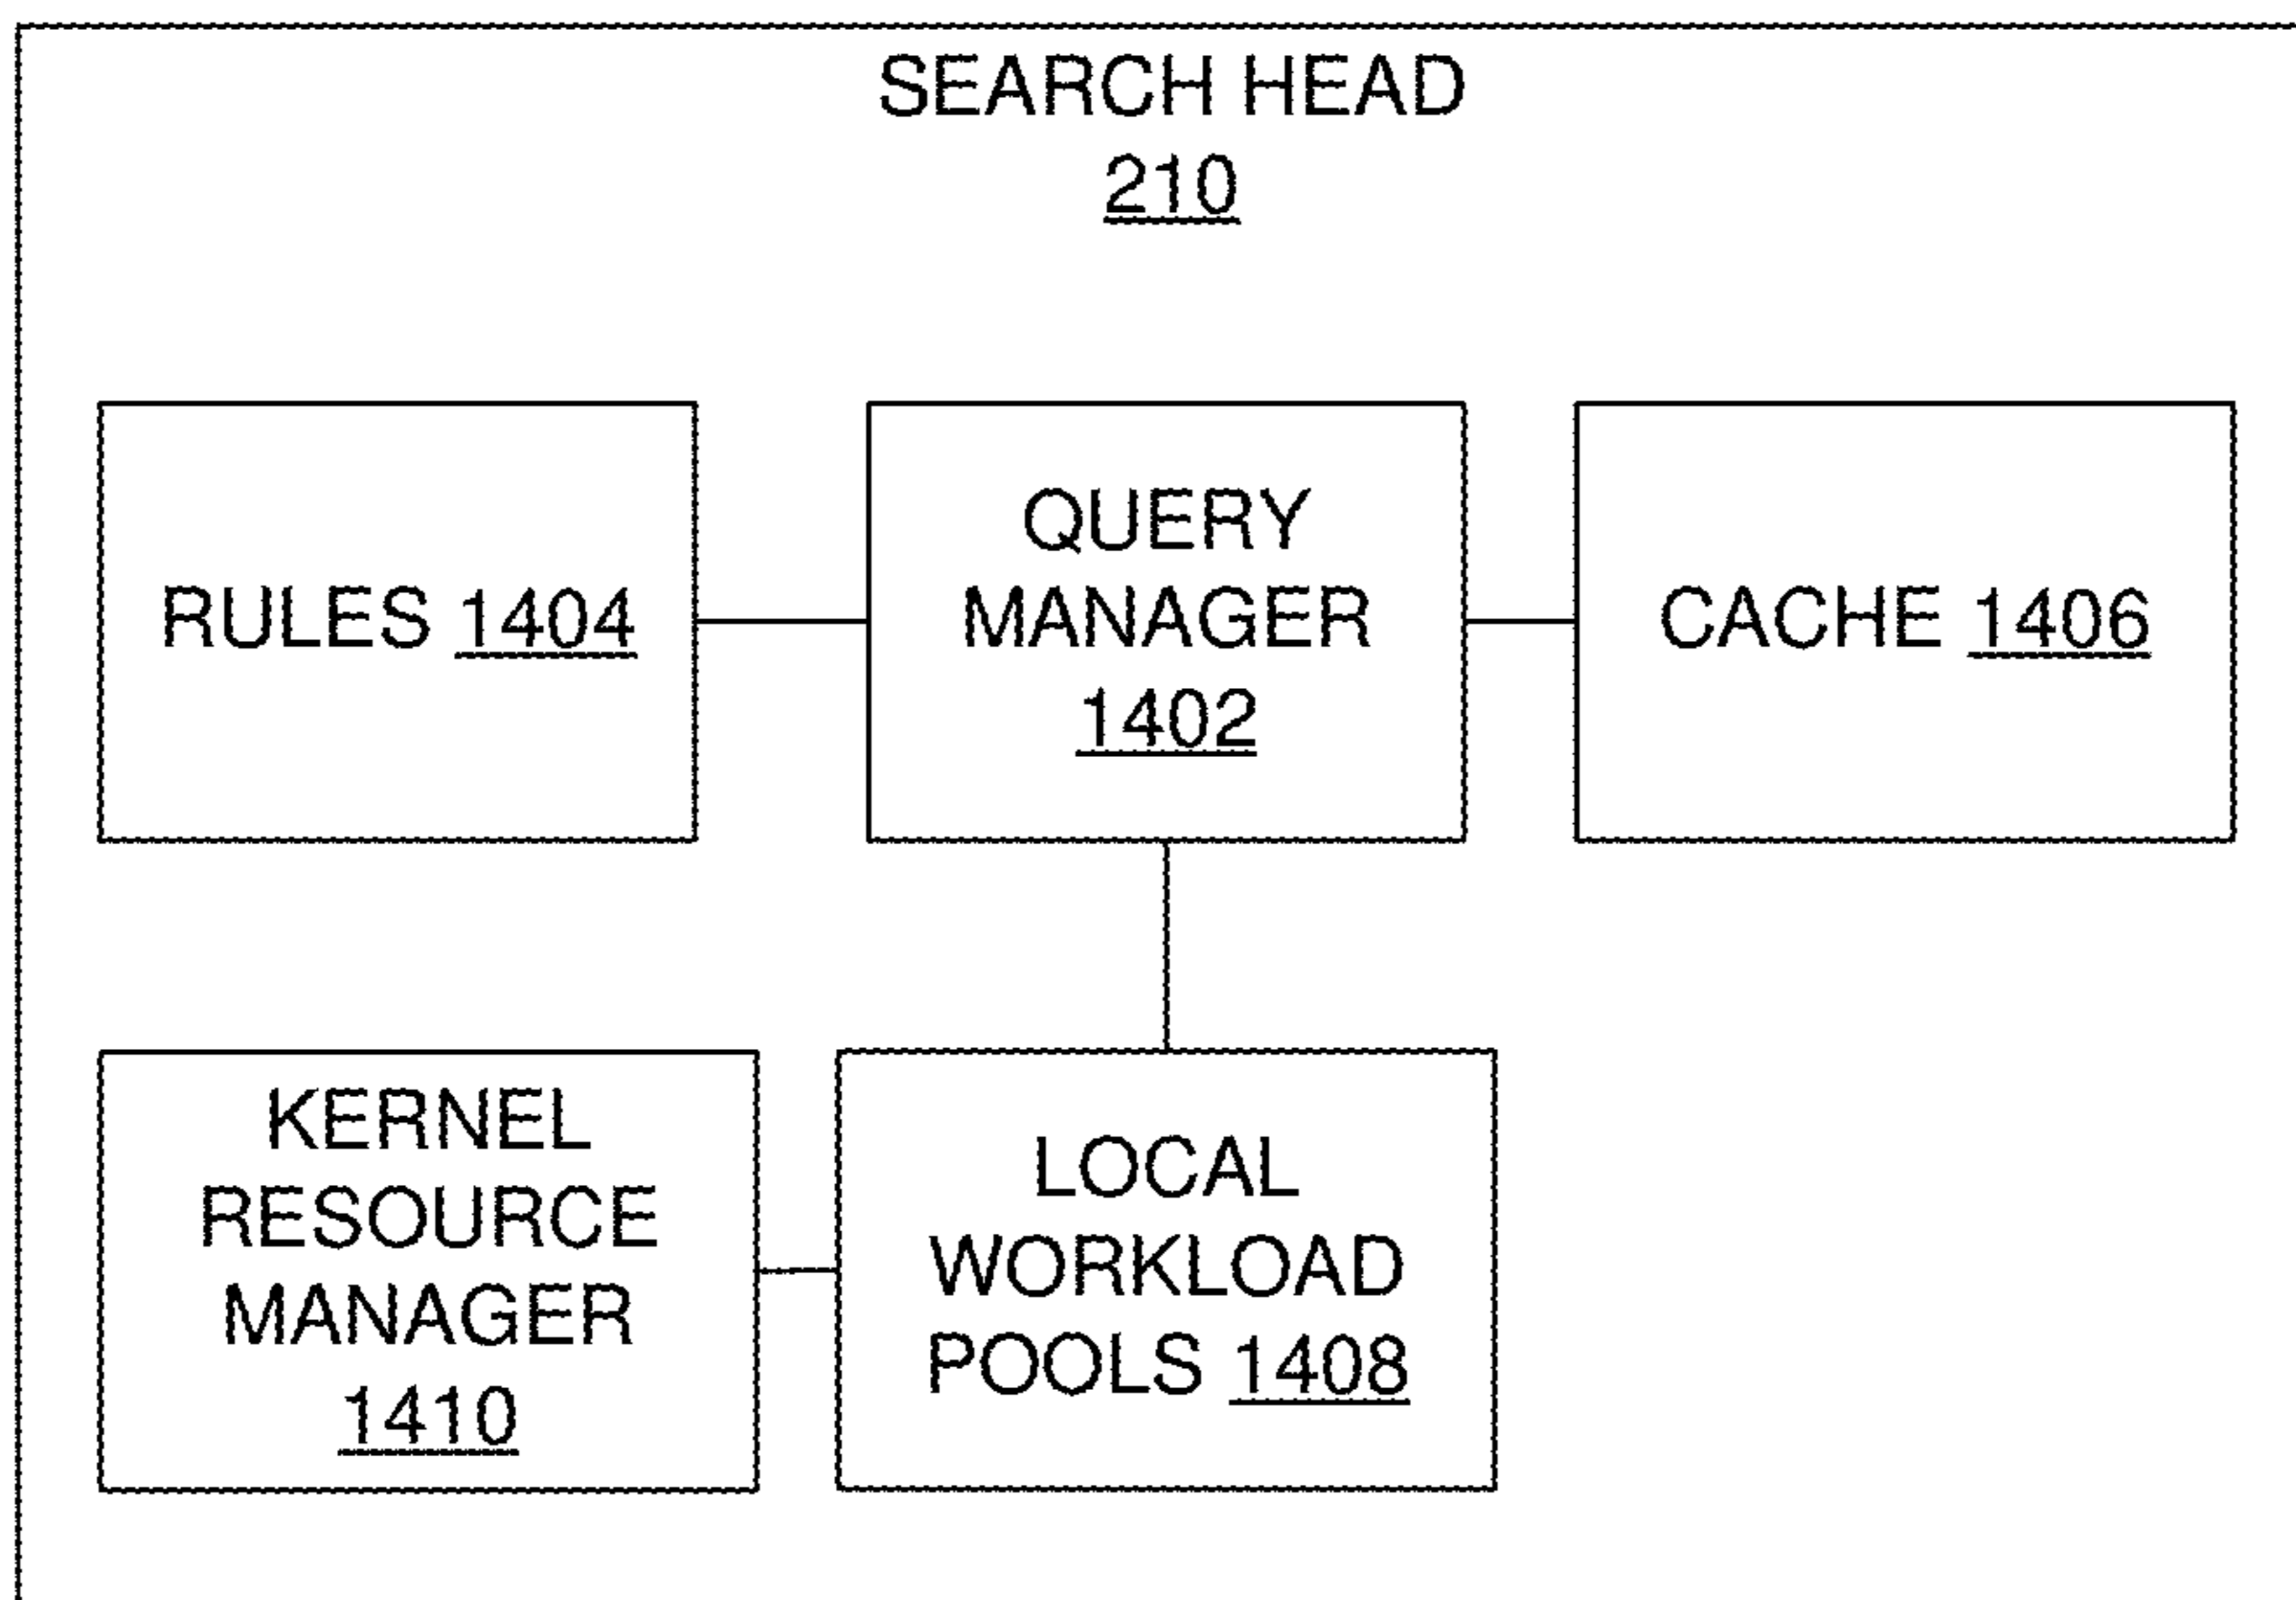 SEARCH HEAD
210
RULES 1404
QUERY
MANAGER
1402
CACHE 1406
KERNEL
RESOURCE
MANAGER
1410
LOCAL
WORKLOAD
POOLS 1408